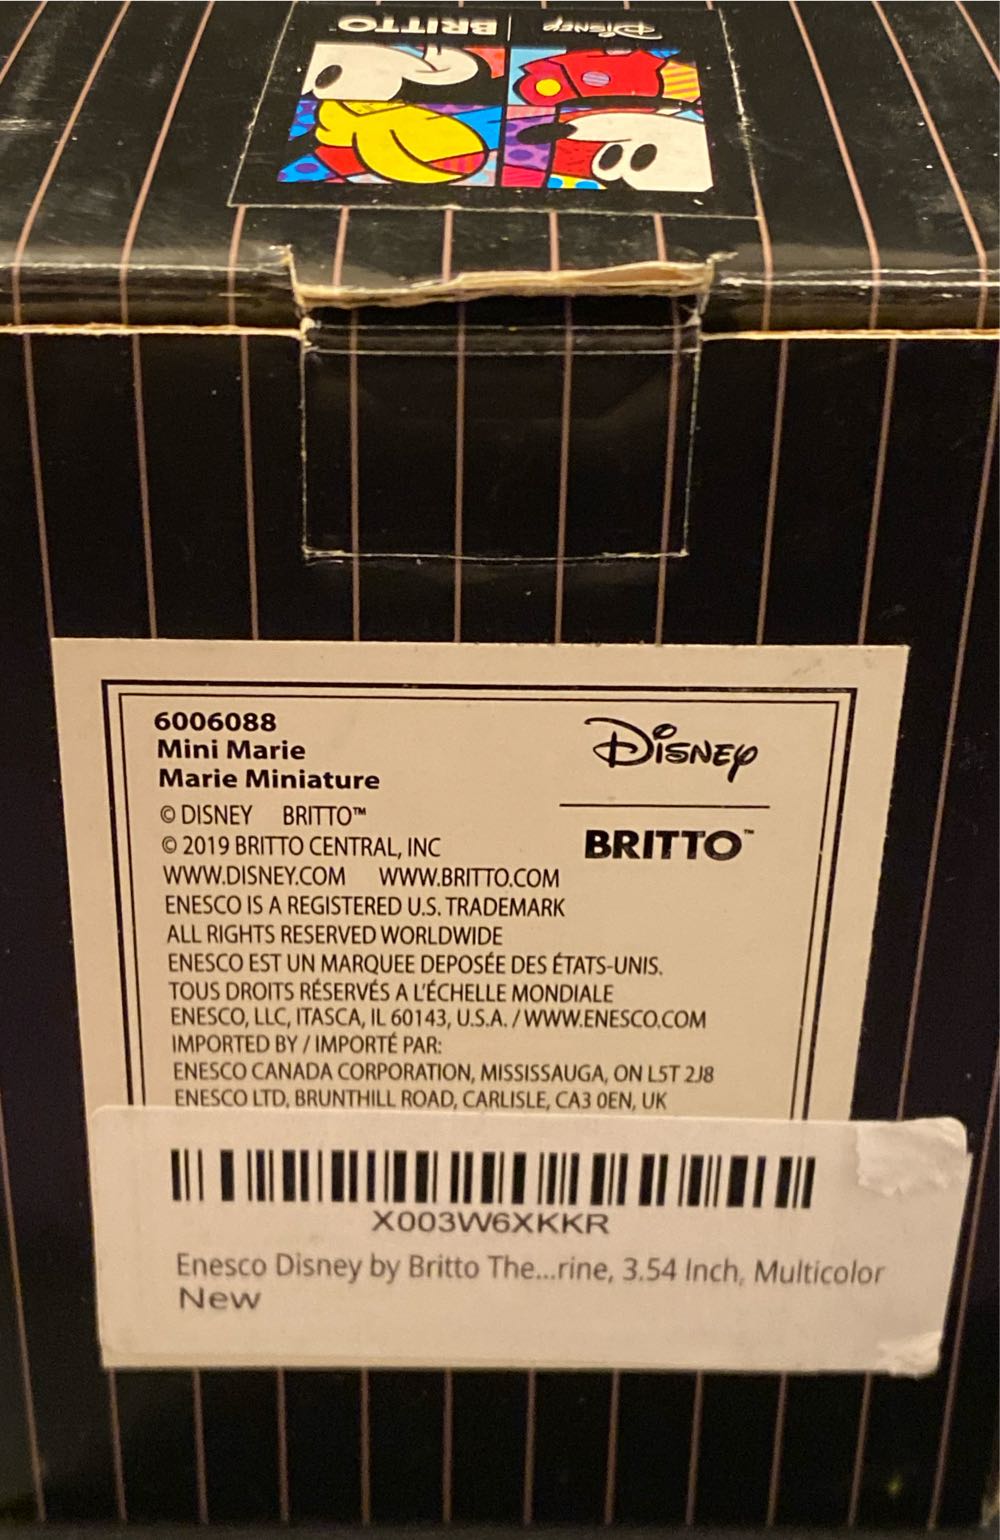 Disney | BRITTO™
6006088
Mini Marie
Marie Miniature
© DISNEY BRITTO™
© 2019 BRITTO CENTRAL, INC
WWW.DISNEY.COM WWW.BRITTO.COM
ENESCO IS A REGISTERED U.S. TRADEMARK
ALL RIGHTS RESERVED WORLDWIDE
ENESCO EST UN MARQUEE DEPOSÉE DES ÉTATS-UNIS.
TOUS DROITS RÉSERVÉS A L'ÉCHELLE MONDIALE
ENESCO, LLC, ITASCA, IL 60143, U.S.A. / WWW.ENESCO.COM
IMPORTED BY / IMPORTÉ PAR:
ENESCO CANADA CORPORATION, MISSISSAUGA, ON L5T 2J8
ENESCO LTD, BRUNTHILL ROAD, CARLISLE, CA3 0EN, UK
Disney
BRITTO™
X003W6XKKR
Enesco Disney by Britto The...rine, 3.54 Inch, Multicolor
New